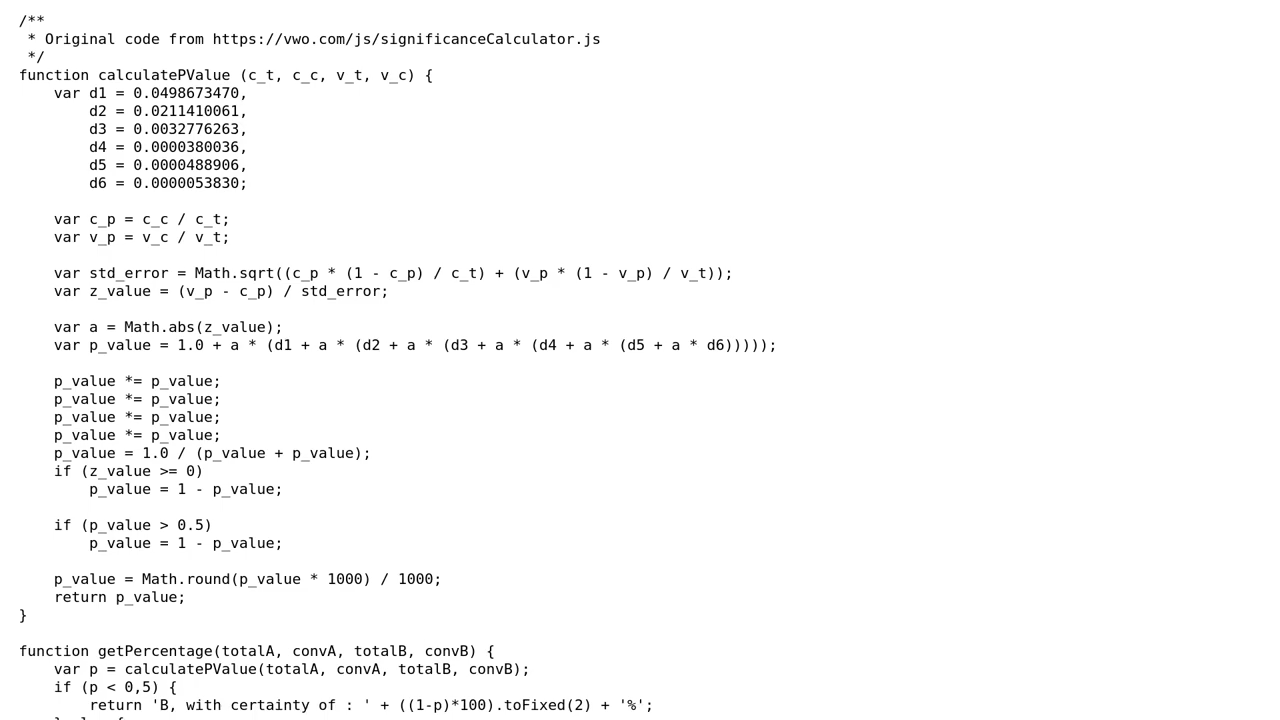 /**
 * Original code from https://vwo.com/js/significanceCalculator.js
 */
function calculatePValue (c_t, c_c, v_t, v_c) {
    var d1 = 0.0498673470,
        d2 = 0.0211410061,
        d3 = 0.0032776263,
        d4 = 0.0000380036,
        d5 = 0.0000488906,
        d6 = 0.0000053830;

    var c_p = c_c / c_t;
    var v_p = v_c / v_t;

    var std_error = Math.sqrt((c_p * (1 - c_p) / c_t) + (v_p * (1 - v_p) / v_t));
    var z_value = (v_p - c_p) / std_error;

    var a = Math.abs(z_value);
    var p_value = 1.0 + a * (d1 + a * (d2 + a * (d3 + a * (d4 + a * (d5 + a * d6)))));

    p_value *= p_value;
    p_value *= p_value;
    p_value *= p_value;
    p_value *= p_value;
    p_value = 1.0 / (p_value + p_value);
    if (z_value >= 0)
        p_value = 1 - p_value;

    if (p_value > 0.5)
        p_value = 1 - p_value;

    p_value = Math.round(p_value * 1000) / 1000;
    return p_value;
}

function getPercentage(totalA, convA, totalB, convB) {
    var p = calculatePValue(totalA, convA, totalB, convB);
    if (p < 0,5) {
        return 'B, with certainty of : ' + ((1-p)*100).toFixed(2) + '%';